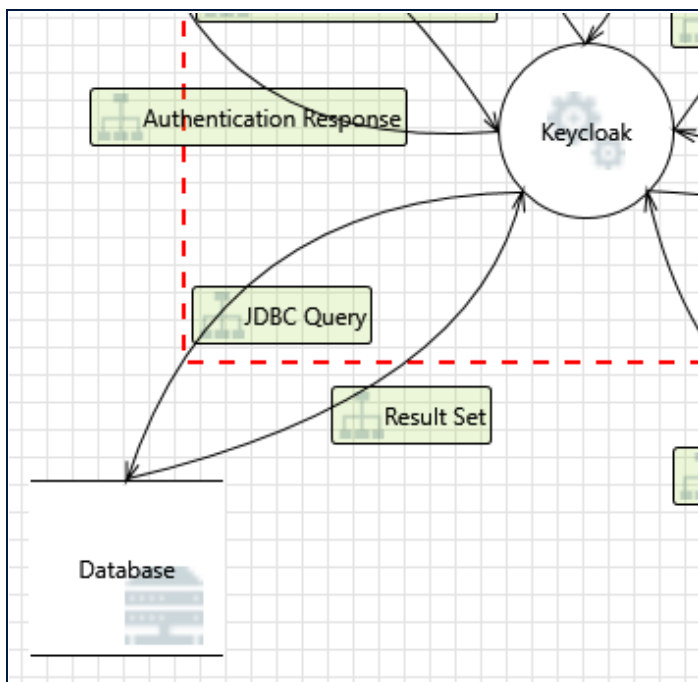 Authentication Response
Keycloak
JDBC Query
Result Set
Database